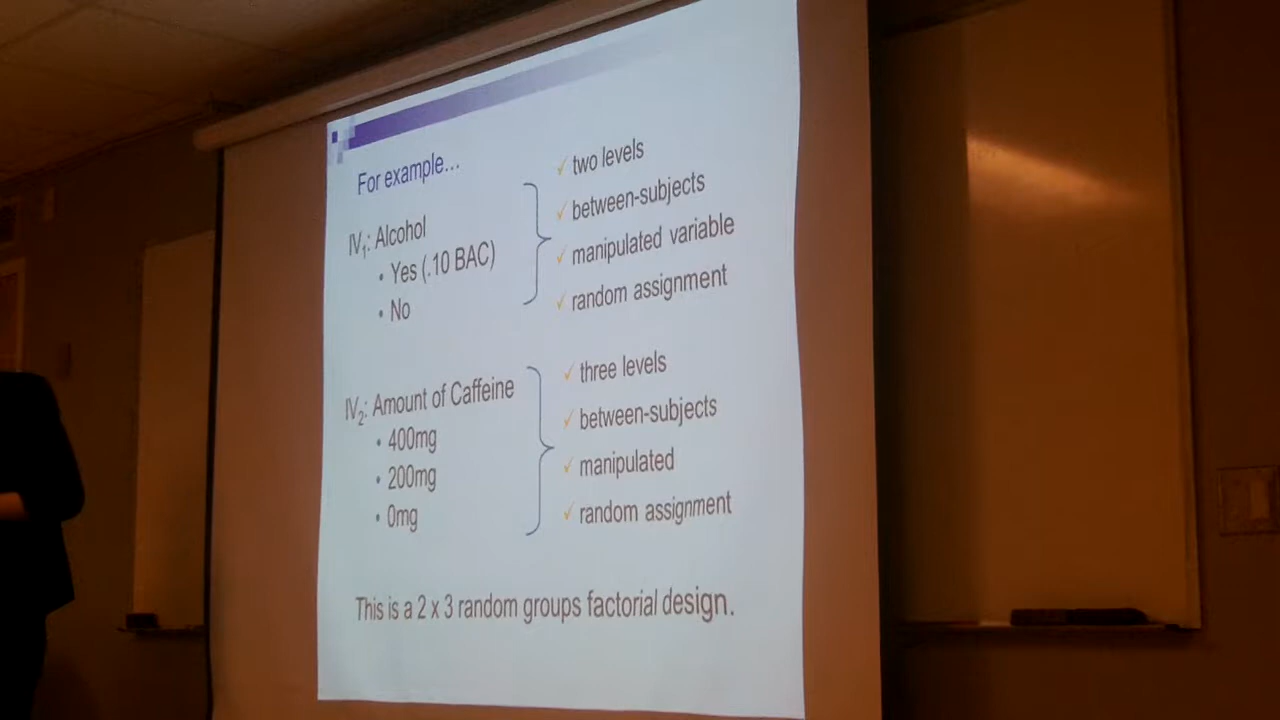 For example...
IV1: Alcohol
• Yes (.10 BAC)
• No
✓ two levels
✓ between-subjects
✓ manipulated variable
✓ random assignment
IV2: Amount of Caffeine
• 400mg
• 200mg
• 0mg
✓ three levels
✓ between-subjects
✓ manipulated
✓ random assignment
This is a 2 x 3 random groups factorial design.